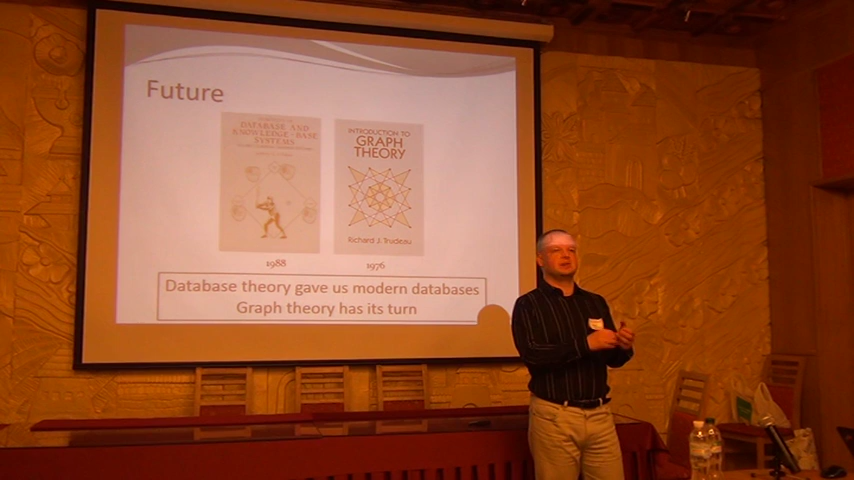 Future
DATABASE AND
KNOWLEDGE-BASE
SYSTEMS
INTRODUCTION TO
GRAPH
THEORY
Richard J. Trudeau
1988
1976
Database theory gave us modern databases
Graph theory has its turn